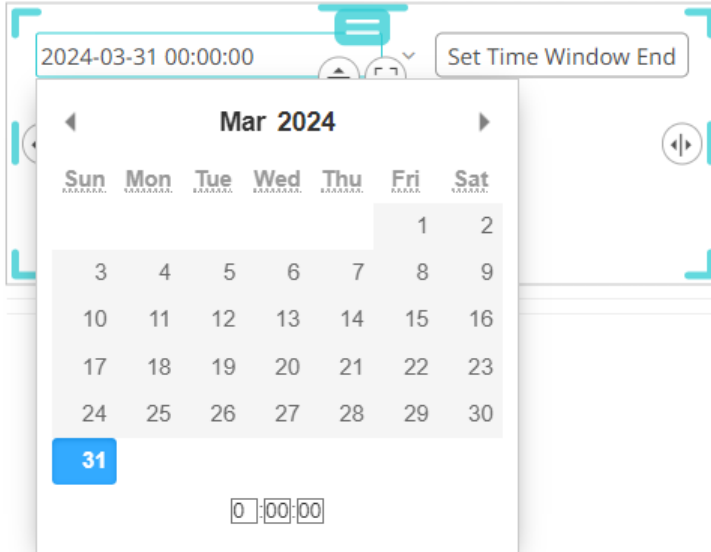 2024-03-31 00:00:00 Set Time Window End
Mar 2024
Sun Mon Tue Wed Thu Fri Sat
1 2
3 4 5 6 7 8 9
10 11 12 13 14 15 16
17 18 19 20 21 22 23
24 25 26 27 28 29 30
31
0 :00:00